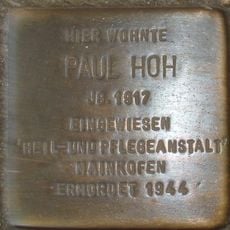 HIER WOHNTE
PAUL HOH
JG. 1917
EINGEWIESEN
'HEIL-UND PFLEGEANSTALT'
MAINKOFEN
ERMORDET 1944